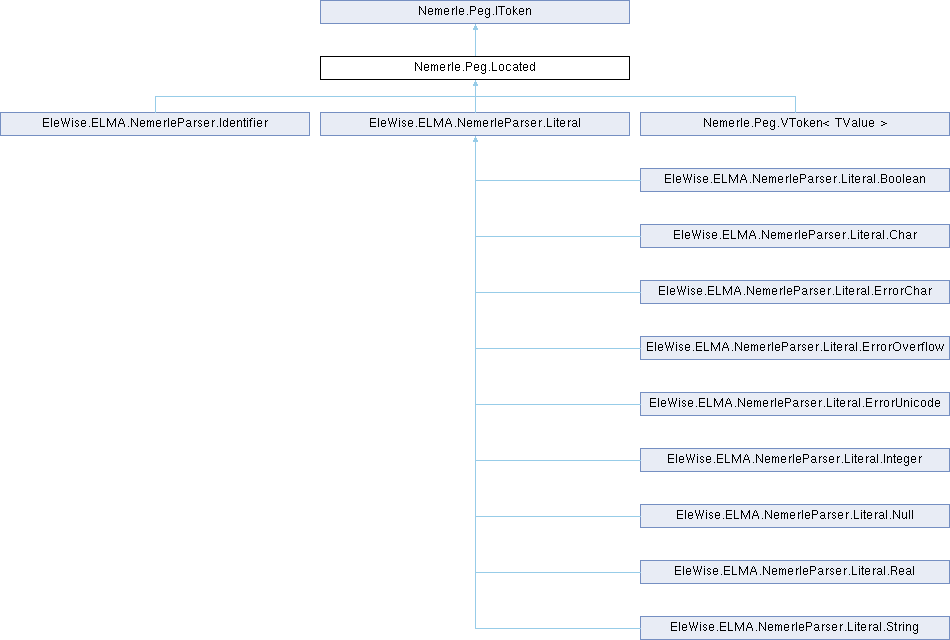 Nemerle.Peg.IToken
Nemerle.Peg.Located
EleWise.ELMA.NemerleParser.Identifier
EleWise.ELMA.NemerleParser.Literal
Nemerle.Peg.VToken< TValue >
EleWise.ELMA.NemerleParser.Literal.Boolean
EleWise.ELMA.NemerleParser.Literal.Char
EleWise.ELMA.NemerleParser.Literal.ErrorChar
EleWise.ELMA.NemerleParser.Literal.ErrorOverflow
EleWise.ELMA.NemerleParser.Literal.ErrorUnicode
EleWise.ELMA.NemerleParser.Literal.Integer
EleWise.ELMA.NemerleParser.Literal.Null
EleWise.ELMA.NemerleParser.Literal.Real
EleWise.ELMA.NemerleParser.Literal.String